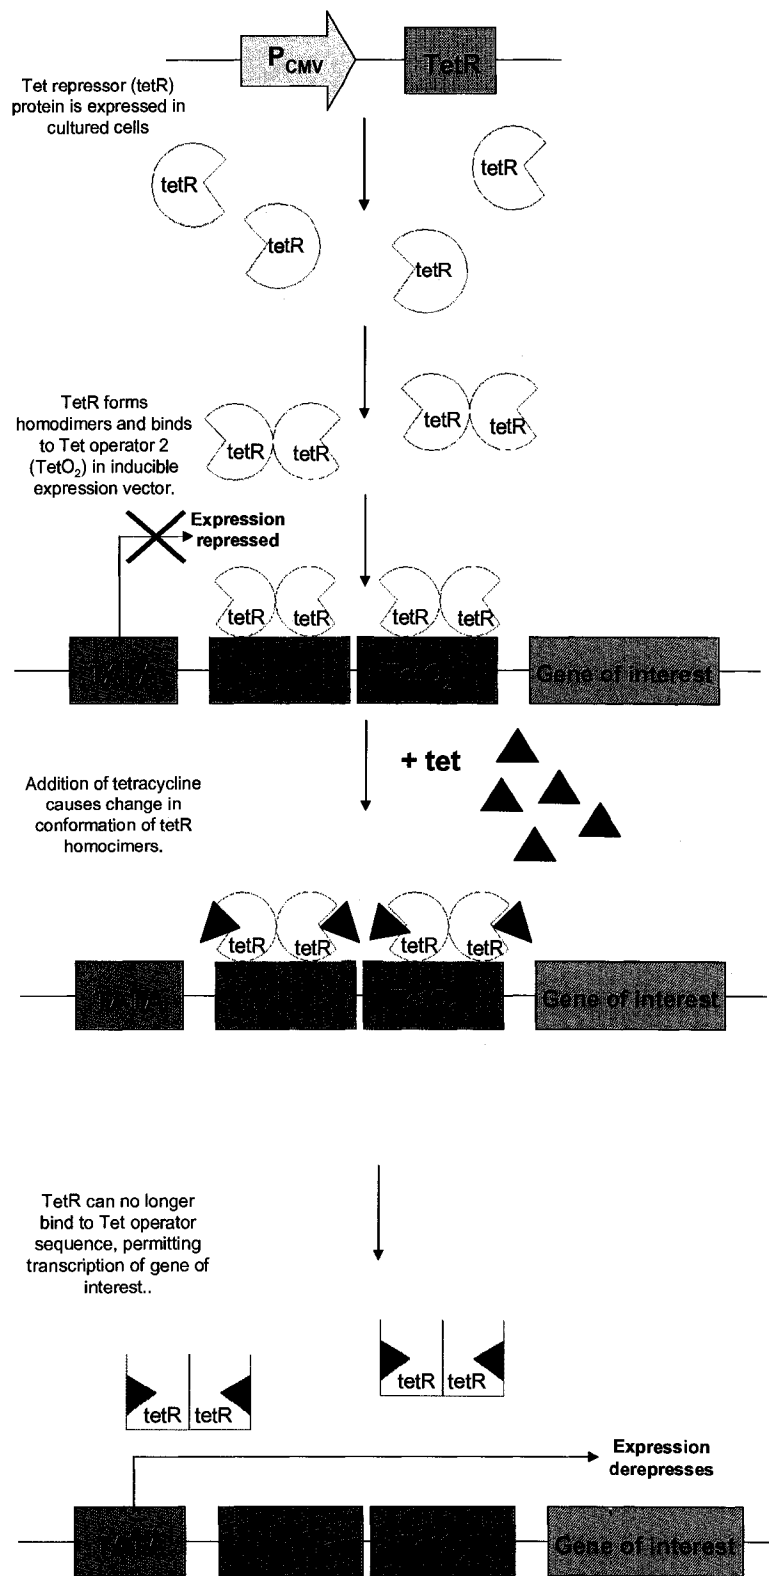 P_CMV
TetR
Tet repressor (tetR)
protein is expressed in
cultured cells
tetR
tetR
tetR
tetR
TetR forms
homodimers and binds
to Tet operator 2
(TetO₂) in inducible
expression vector.
tetR tetR
tetR tetR
Expression
repressed
tetR tetR tetR tetR
TATA
Gene of interest
+ tet
Addition of tetracycline
causes change in
conformation of tetR
homocimers.
tetR tetR tetR tetR
TATA
Gene of interest
TetR can no longer
bind to Tet operator
sequence, permitting
transcription of gene of
interest..
tetR tetR
tetR tetR
Expression
derepresses
TATA
Gene of interest